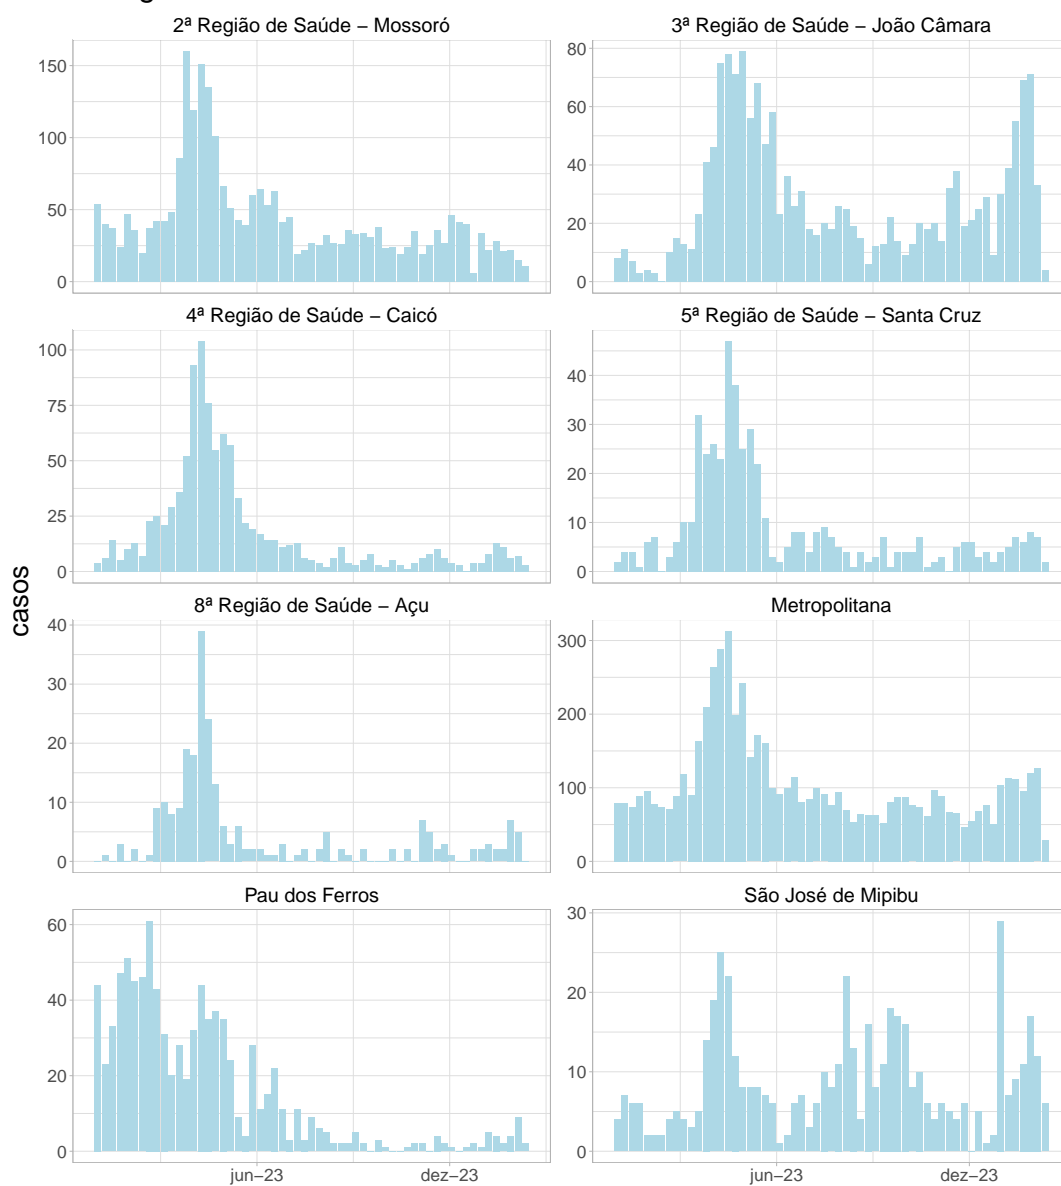 2ª Região de Saúde – Mossoró
3ª Região de Saúde – João Câmara
150
100
50
0
80
60
40
20
0
4ª Região de Saúde – Caicó
5ª Região de Saúde – Santa Cruz
100
75
50
25
0
40
30
20
10
0
casos
8ª Região de Saúde – Açu
Metropolitana
40
30
20
10
0
300
200
100
0
Pau dos Ferros
São José de Mipibu
60
40
20
0
30
20
10
0
jun–23
dez–23
jun–23
dez–23